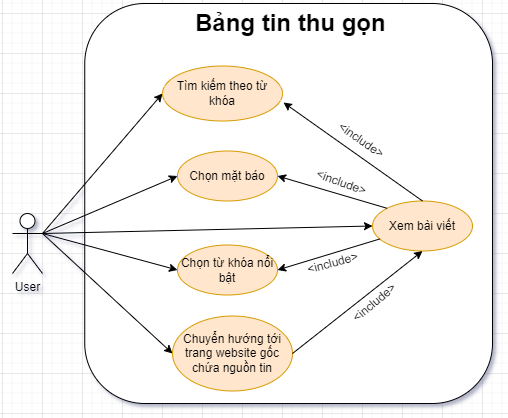 Bảng tin thu gọn
Tìm kiếm theo từ
khóa
<include>
Chọn mặt báo
<include>
Xem bài viết
User
Chọn từ khóa nổi
bật
<include>
Chuyển hướng tới
trang website gốc
chứa nguồn tin
<include>